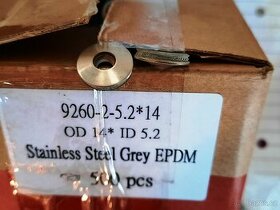 9260-2-5.2*14
OD 14* ID 5.2
Stainless Steel Grey EPDM
500 pcs